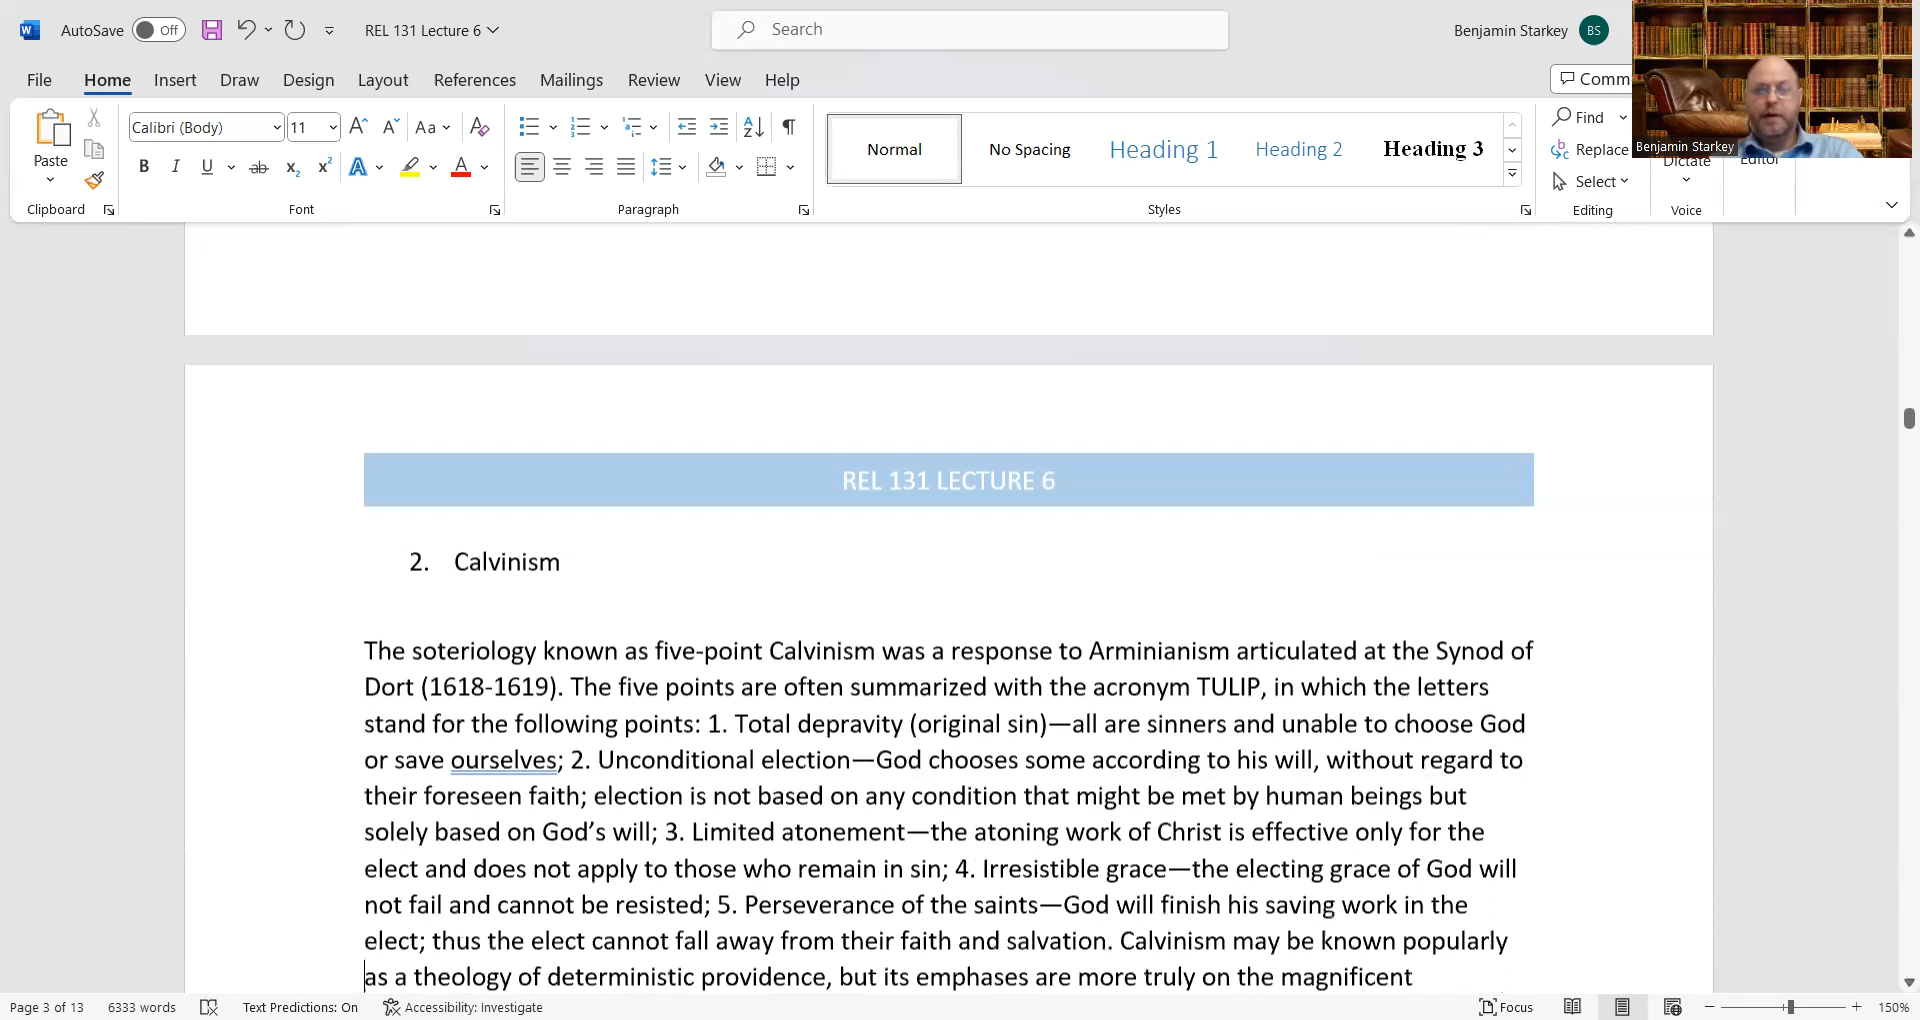 AutoSave Off REL 131 Lecture 6 Search Benjamin Starkey BS
File Home Insert Draw Design Layout References Mailings Review View Help Comm
Calibri (Body) 11 Aa
Paste
B I U ab x₂ x² A A
Normal No Spacing Heading 1 Heading 2 Heading 3
Find
Replace
Select
Benjamin Starkey
Dictate
Editor
Clipboard Font Paragraph Styles Editing Voice
REL 131 LECTURE 6
2. Calvinism
The soteriology known as five-point Calvinism was a response to Arminianism articulated at the Synod of
Dort (1618-1619). The five points are often summarized with the acronym TULIP, in which the letters
stand for the following points: 1. Total depravity (original sin)—all are sinners and unable to choose God
or save ourselves; 2. Unconditional election—God chooses some according to his will, without regard to
their foreseen faith; election is not based on any condition that might be met by human beings but
solely based on God’s will; 3. Limited atonement—the atoning work of Christ is effective only for the
elect and does not apply to those who remain in sin; 4. Irresistible grace—the electing grace of God will
not fail and cannot be resisted; 5. Perseverance of the saints—God will finish his saving work in the
elect; thus the elect cannot fall away from their faith and salvation. Calvinism may be known popularly
as a theology of deterministic providence, but its emphases are more truly on the magnificent
Page 3 of 13 6333 words Text Predictions: On Accessibility: Investigate Focus 150%